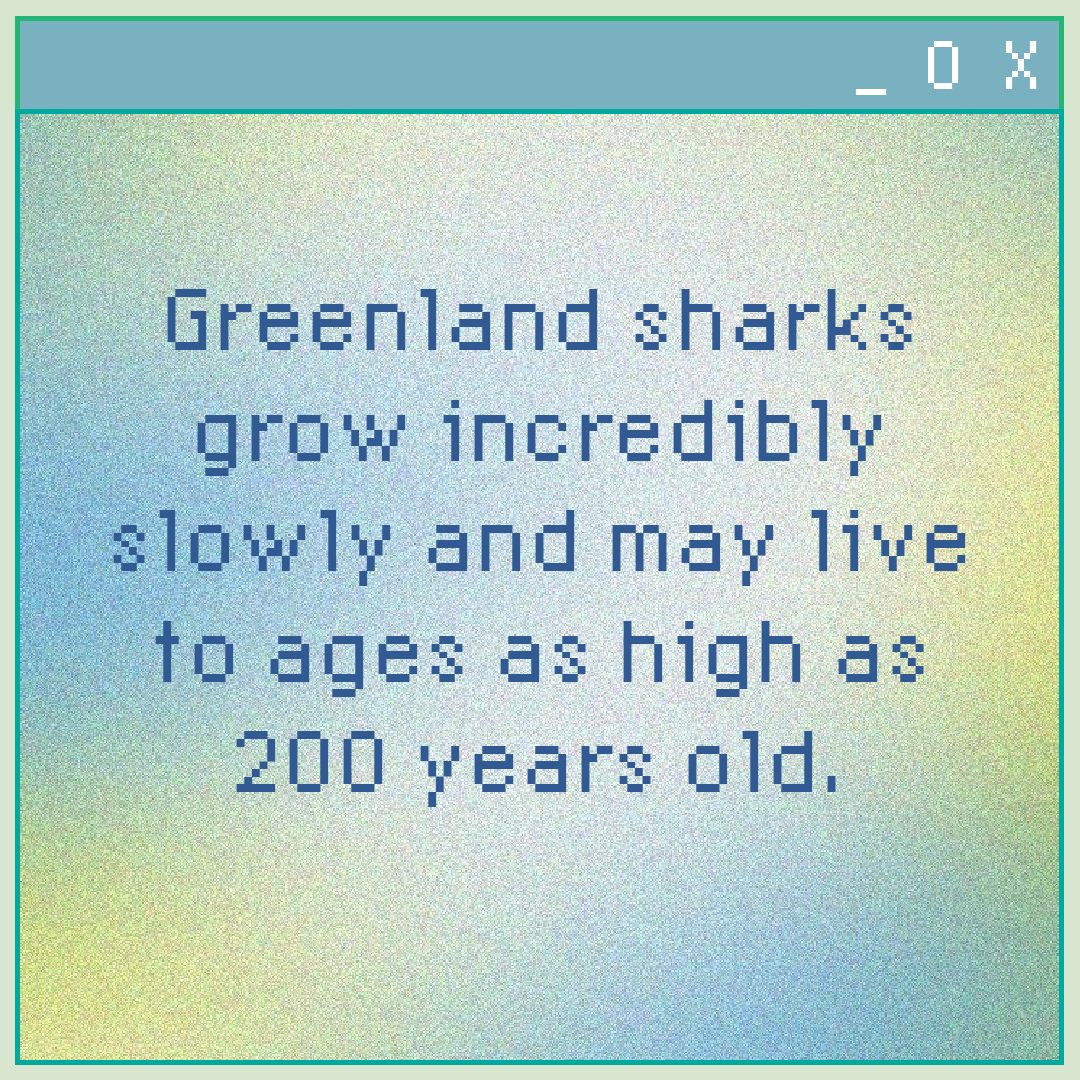 _ O X
Greenland sharks
grow incredibly
slowly and may live
to ages as high as
200 years old.